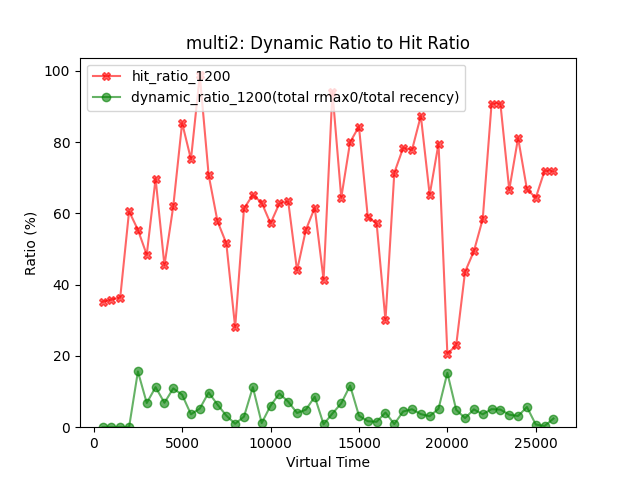 multi2: Dynamic Ratio to Hit Ratio
hit_ratio_1200
dynamic_ratio_1200(total rmax0/total recency)
Ratio (%)
100
80
60
40
20
0
0
5000
10000
15000
20000
25000
Virtual Time